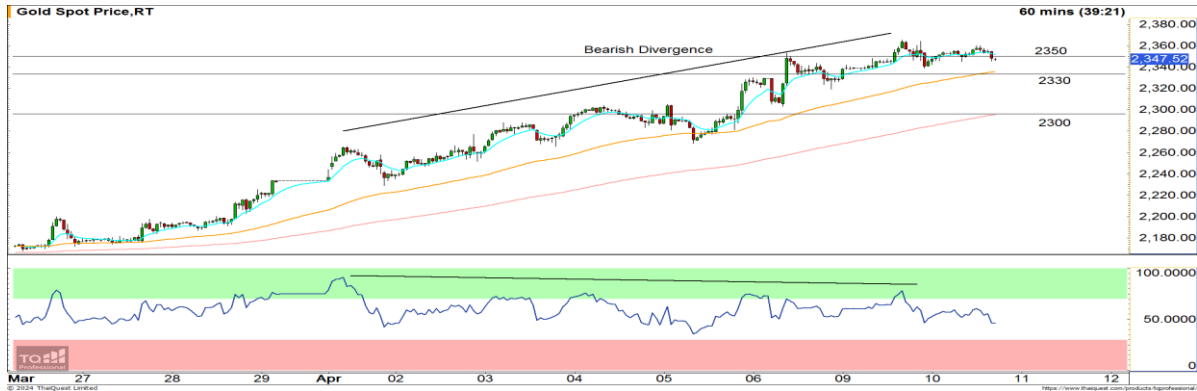 Gold Spot Price,RT
60 mins (39:21)
2,380.00
Bearish Divergence
2350
2,360.00
2,347.52
2,340.00
2330
2,320.00
2,300.00
2300
2,280.00
2,260.00
2,240.00
2,220.00
2,200.00
2,180.00
100.0000
50.0000
TQ
Professional
0
Mar 27 28 29 Apr 02 03 04 05 06 09 10 11 12
© 2024 ThaiQuest Limited
https://www.thaiquest.com/products/tqprofessional